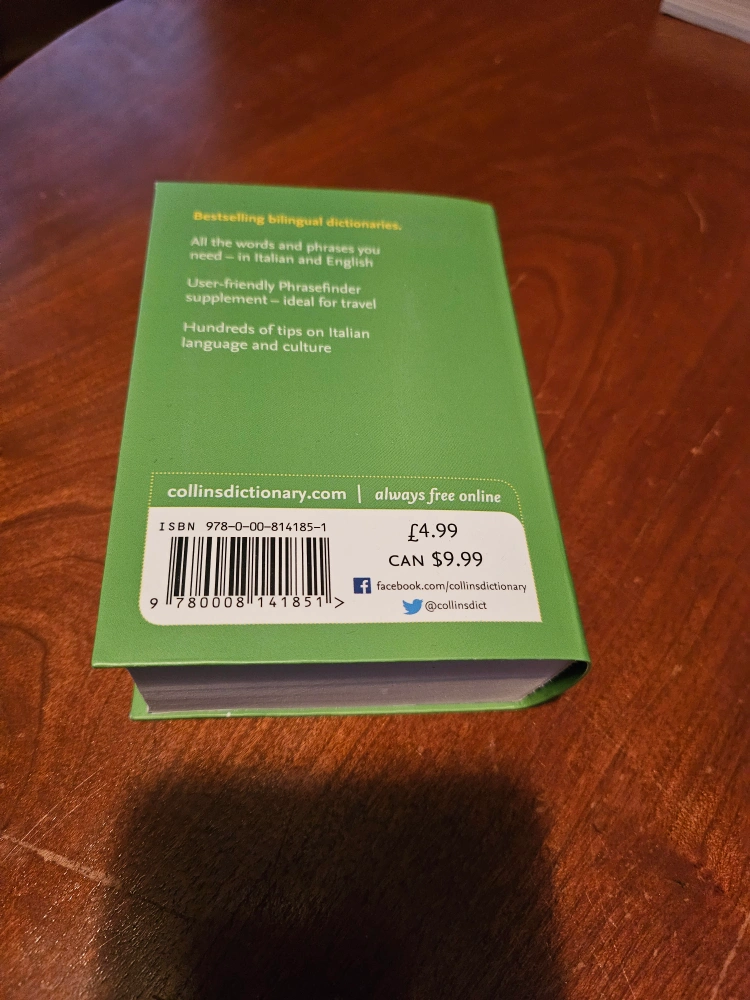 Bestselling bilingual dictionaries.
All the words and phrases you
need – in Italian and English
User-friendly Phrasefinder
supplement – ideal for travel
Hundreds of tips on Italian
language and culture
collinsdictionary.com | always free online
ISBN 978-0-00-814185-1
9 780008 141851 >
£4.99
CAN $9.99
facebook.com/collinsdictionary
@collinsdict